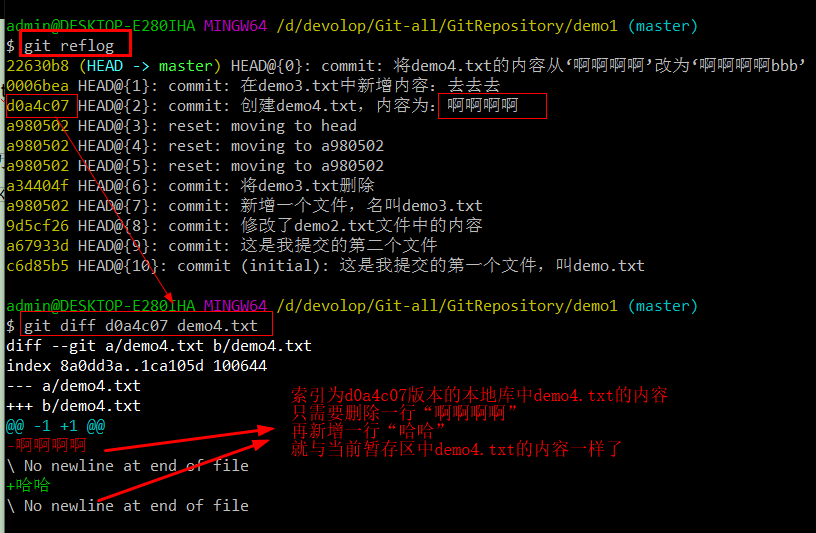 admin@DESKTOP-E280IHA MINGW64 /d/devolop/Git-all/GitRepository/demo1 (master)
$ git reflog
22630b8 (HEAD -> master) HEAD@{0}: commit: 将demo4.txt的内容从‘啊啊啊啊’改为‘啊啊啊啊bbb’
0006bea HEAD@{1}: commit: 在demo3.txt中新增内容：去去去
d0a4c07 HEAD@{2}: commit: 创建demo4.txt，内容为：啊啊啊啊
a980502 HEAD@{3}: reset: moving to head
a980502 HEAD@{4}: reset: moving to a980502
a980502 HEAD@{5}: reset: moving to a980502
a34404f HEAD@{6}: commit: 将demo3.txt删除
a980502 HEAD@{7}: commit: 新增一个文件，名叫demo3.txt
9d5cf26 HEAD@{8}: commit: 修改了demo2.txt文件中的内容
a67933d HEAD@{9}: commit: 这是我提交的第二个文件
c6d85b5 HEAD@{10}: commit (initial): 这是我提交的第一个文件，叫demo.txt
admin@DESKTOP-E280IHA MINGW64 /d/devolop/Git-all/GitRepository/demo1 (master)
$ git diff d0a4c07 demo4.txt
diff --git a/demo4.txt b/demo4.txt
index 8a0dd3a..1ca105d 100644
--- a/demo4.txt
+++ b/demo4.txt
@@ -1 +1 @@
-啊啊啊啊
\ No newline at end of file
+哈哈
\ No newline at end of file
索引为d0a4c07版本的本地库中demo4.txt的内容
只需要删除一行“啊啊啊啊”
再新增一行“哈哈”
就与当前暂存区中demo4.txt的内容一样了